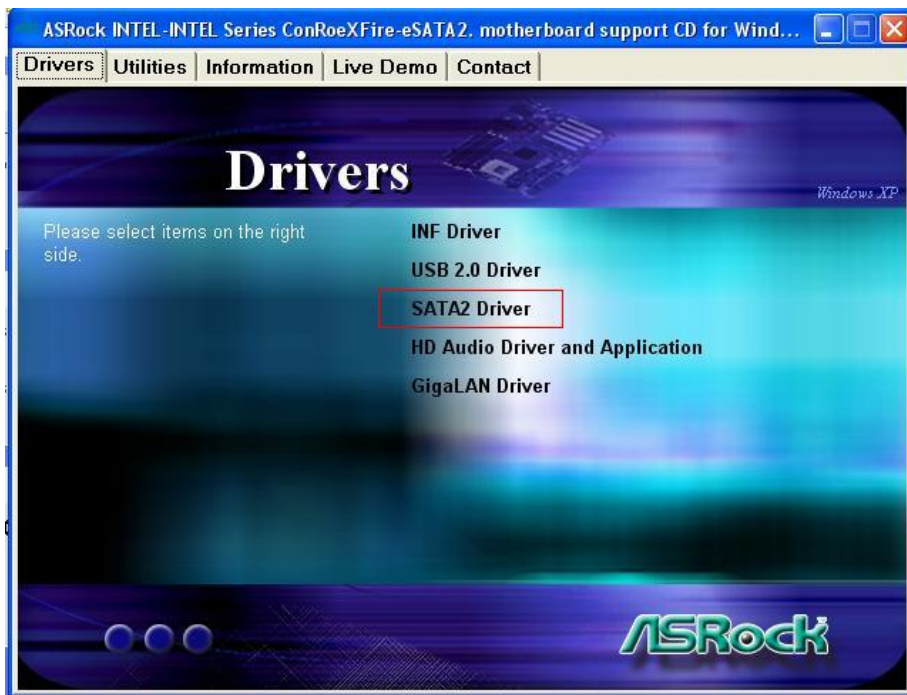 ASRock INTEL-INTEL Series ConRoeXFire-eSATA2. motherboard support CD for Wind...
Drivers Utilities Information Live Demo Contact
Drivers
Windows XP
Please select items on the right
side.
INF Driver
USB 2.0 Driver
SATA2 Driver
HD Audio Driver and Application
GigaLAN Driver
ASRock